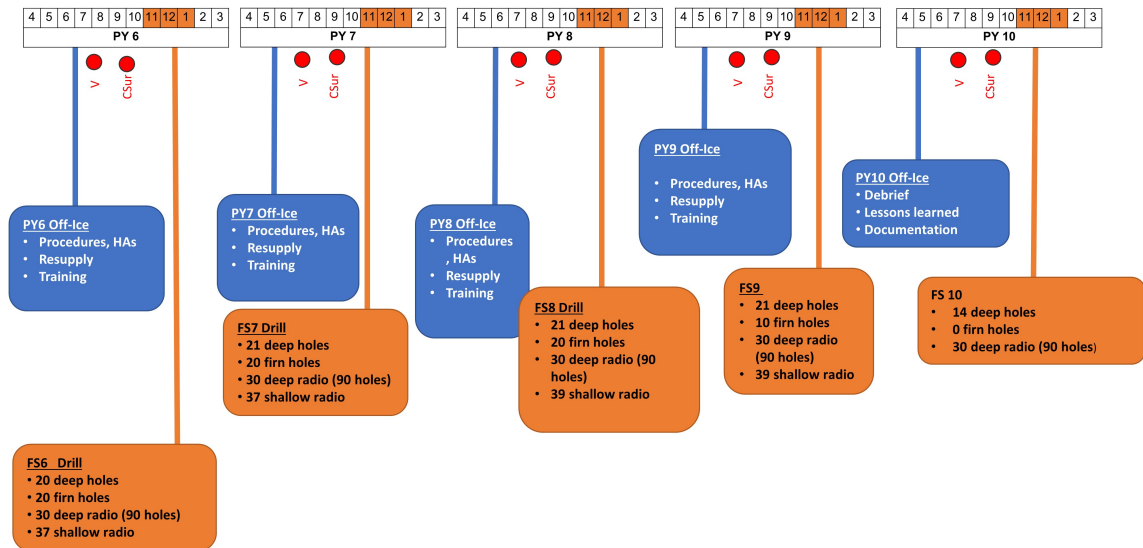 4 5 6 7 8 9 10 11 12 1 2 3
PY 6
4 5 6 7 8 9 10 11 12 1 2 3
PY 7
4 5 6 7 8 9 10 11 12 1 2 3
PY 8
4 5 6 7 8 9 10 11 12 1 2 3
PY 9
4 5 6 7 8 9 10 11 12 1 2 3
PY 10
V
CSur
V
CSur
V
CSur
V
CSur
V
CSur
PY6 Off-Ice
• Procedures, HAs
• Resupply
• Training
PY7 Off-Ice
• Procedures, HAs
• Resupply
• Training
PY8 Off-Ice
• Procedures
, HAs
• Resupply
• Training
PY9 Off-Ice
• Procedures, HAs
• Resupply
• Training
PY10 Off-Ice
• Debrief
• Lessons learned
• Documentation
FS6 Drill
• 20 deep holes
• 20 firn holes
• 30 deep radio (90 holes)
• 37 shallow radio
FS7 Drill
• 21 deep holes
• 20 firn holes
• 30 deep radio (90 holes)
• 37 shallow radio
FS8 Drill
• 21 deep holes
• 20 firn holes
• 30 deep radio (90
holes)
• 39 shallow radio
FS9
• 21 deep holes
• 10 firn holes
• 30 deep radio
(90 holes)
• 39 shallow radio
FS 10
• 14 deep holes
• 0 firn holes
• 30 deep radio (90 holes)